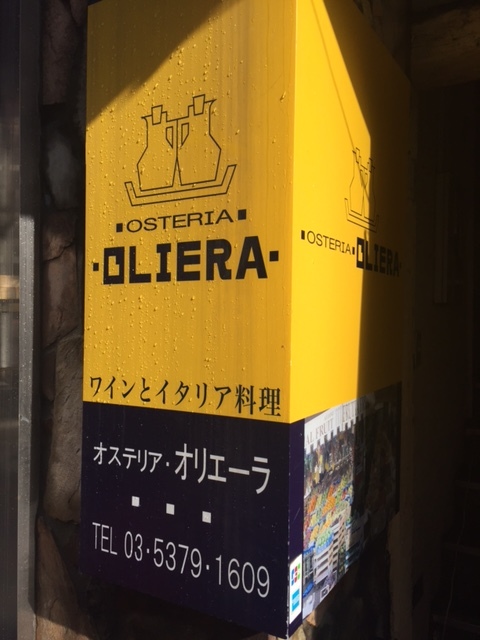 ▪OSTERIA▪
·OLIERA·
ワインとイタリア料理
オステリア・オリエーラ
TEL 03·5379·1609
▪OSTERIA▪
OLIERA·
JCB